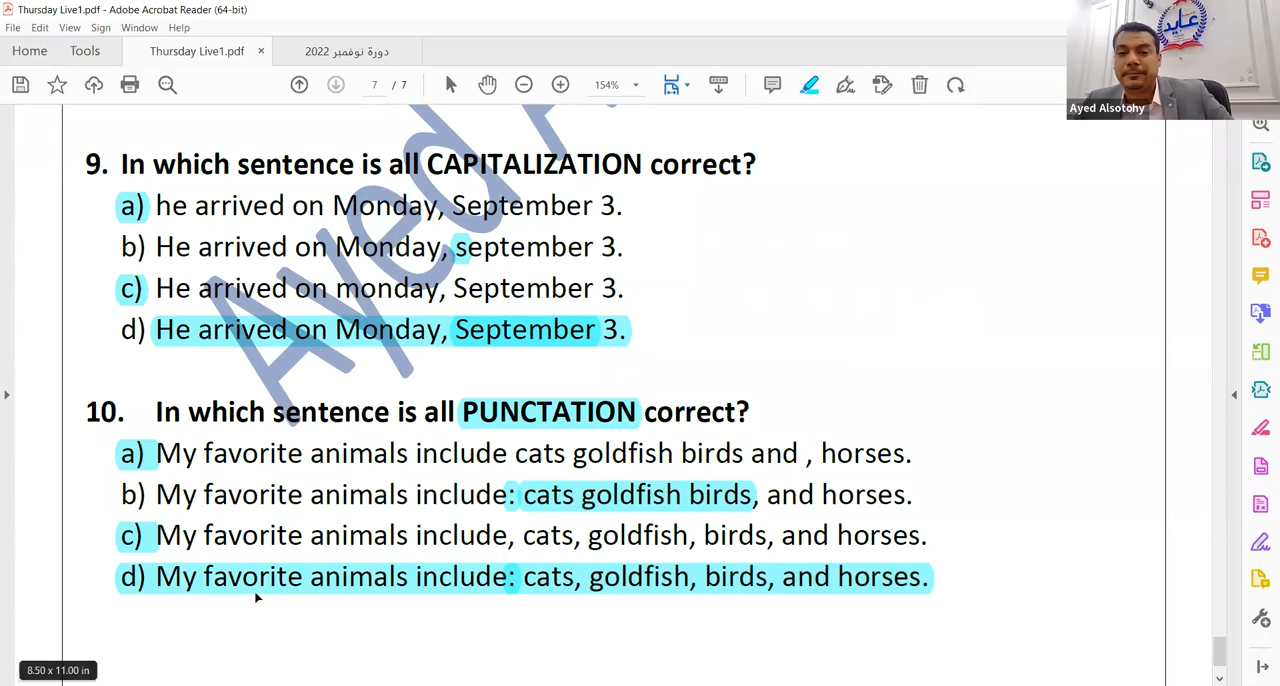 Thursday Live1.pdf - Adobe Acrobat Reader (64-bit)
File Edit View Sign Window Help
Home Tools Thursday Live1.pdf × دورة نوفمبر 2022
7 / 7 154%
عايد
Ayed Alsotohy
Ayed A
9. In which sentence is all CAPITALIZATION correct?
a) he arrived on Monday, September 3.
b) He arrived on Monday, september 3.
c) He arrived on monday, September 3.
d) He arrived on Monday, September 3.
10. In which sentence is all PUNCTATION correct?
a) My favorite animals include cats goldfish birds and , horses.
b) My favorite animals include: cats goldfish birds, and horses.
c) My favorite animals include, cats, goldfish, birds, and horses.
d) My favorite animals include: cats, goldfish, birds, and horses.
8.50 x 11.00 in